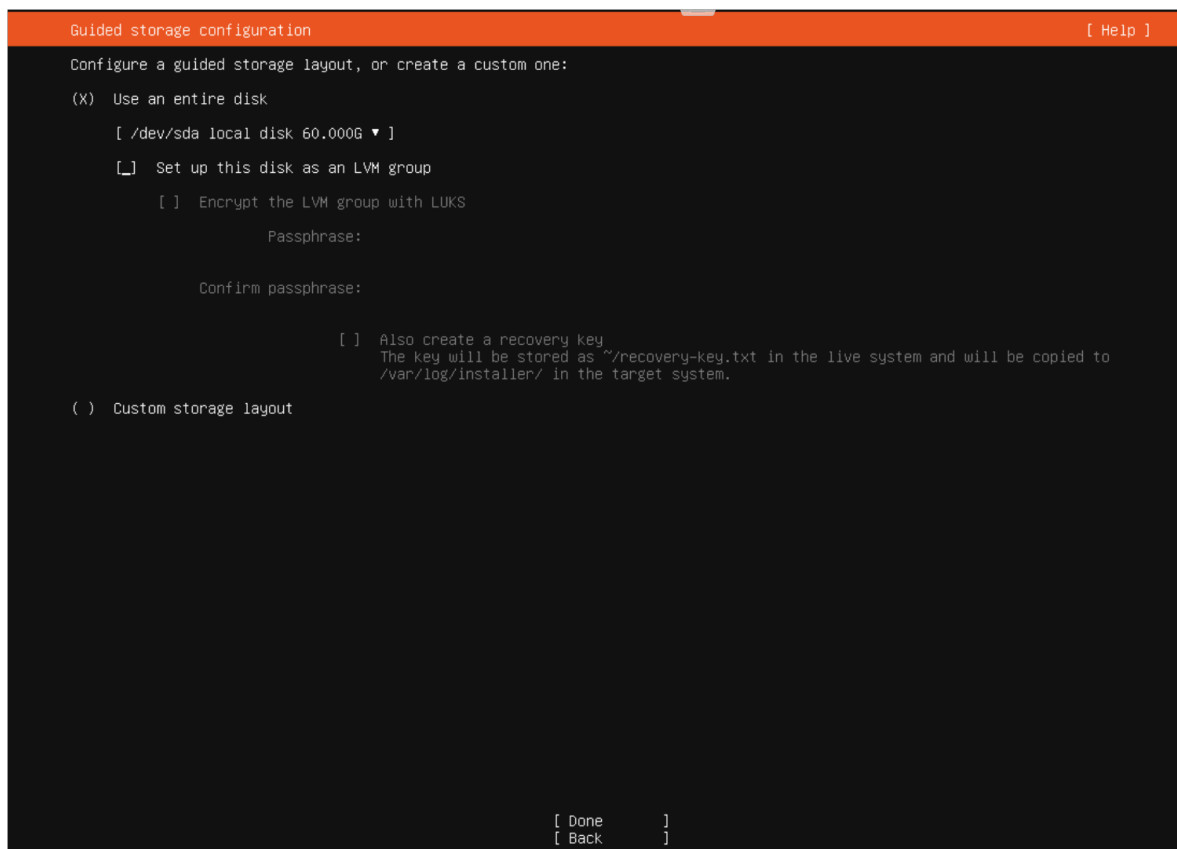 Guided storage configuration [ Help ]
Configure a guided storage layout, or create a custom one:
(X) Use an entire disk
[ /dev/sda local disk 60.000G ▾ ]
[_] Set up this disk as an LVM group
[ ] Encrypt the LVM group with LUKS
Passphrase:
Confirm passphrase:
[ ] Also create a recovery key
The key will be stored as ~/recovery-key.txt in the live system and will be copied to
/var/log/installer/ in the target system.
( ) Custom storage layout
[ Done ]
[ Back ]